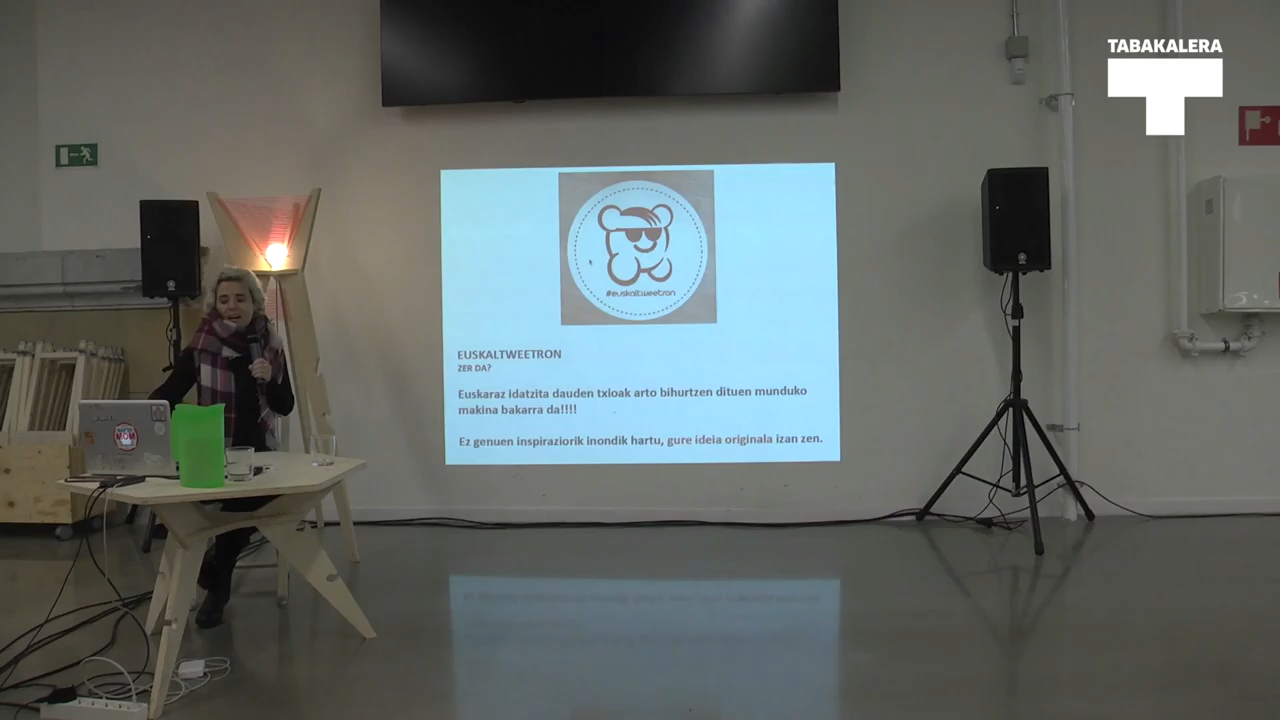 TABAKALERA
#euskaltweetron
EUSKALTWEETRON
ZER DA?
Euskaraz idatzita dauden txioak arto bihurtzen dituen munduko
makina bakarra da!!!!
Ez genuen inspiraziorik inondik hartu, gure ideia originala izan zen.
MOM